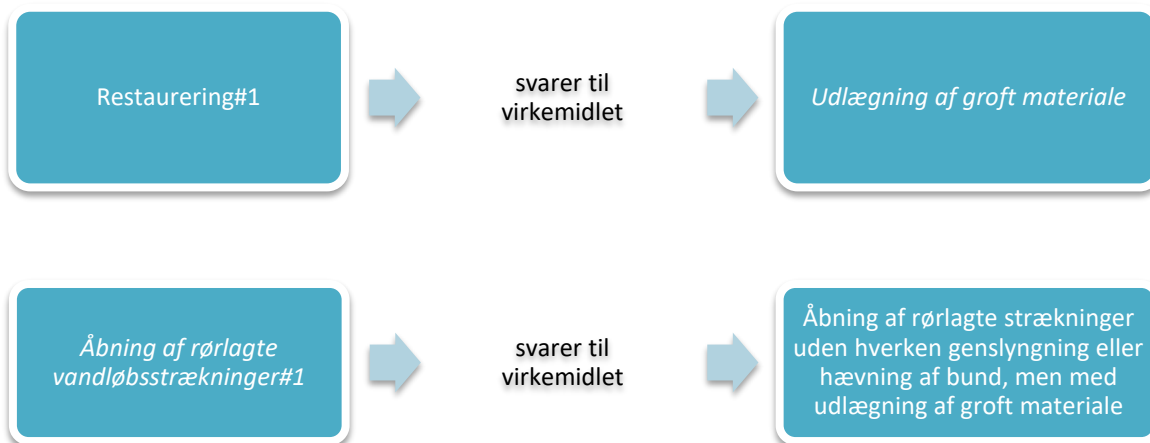 Restaurering#1
svarer til
virkemidlet
Udlægning af groft materiale
Åbning af rørlagte
vandløbsstrækninger#1
svarer til
virkemidlet
Åbning af rørlagte strækninger
uden hverken genslyngning eller
hævning af bund, men med
udlægning af groft materiale